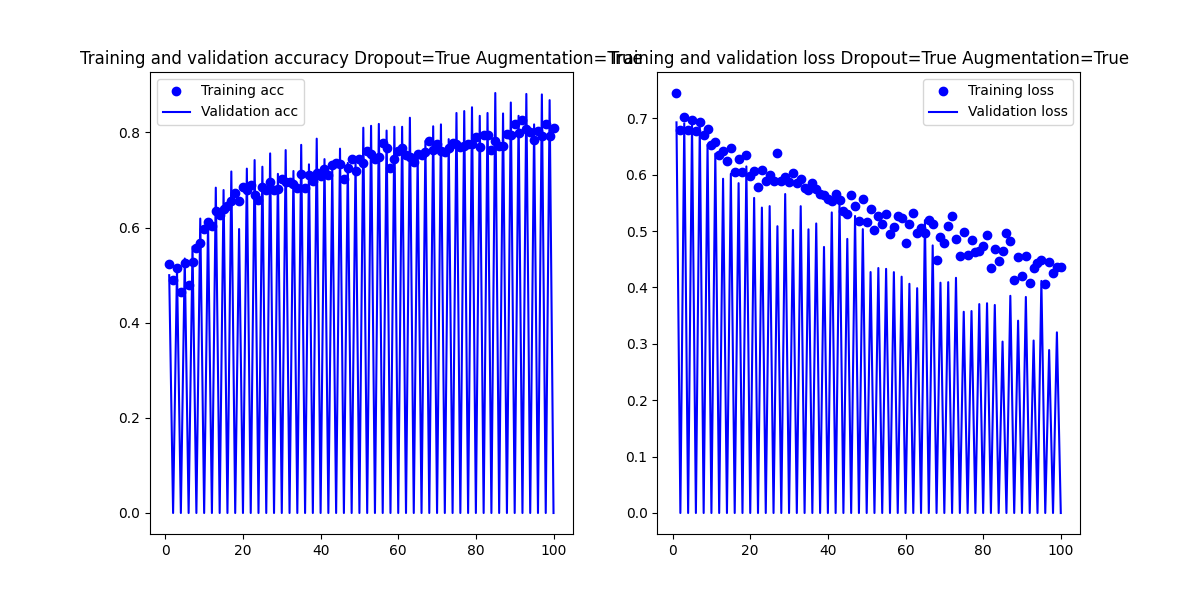 Training and validation accuracy Dropout=True Augmentation=True
Training and validation loss Dropout=True Augmentation=True
Training acc
Validation acc
Training loss
Validation loss
0.8
0.6
0.4
0.2
0.0
0 20 40 60 80 100
0.7
0.6
0.5
0.4
0.3
0.2
0.1
0.0
0 20 40 60 80 100